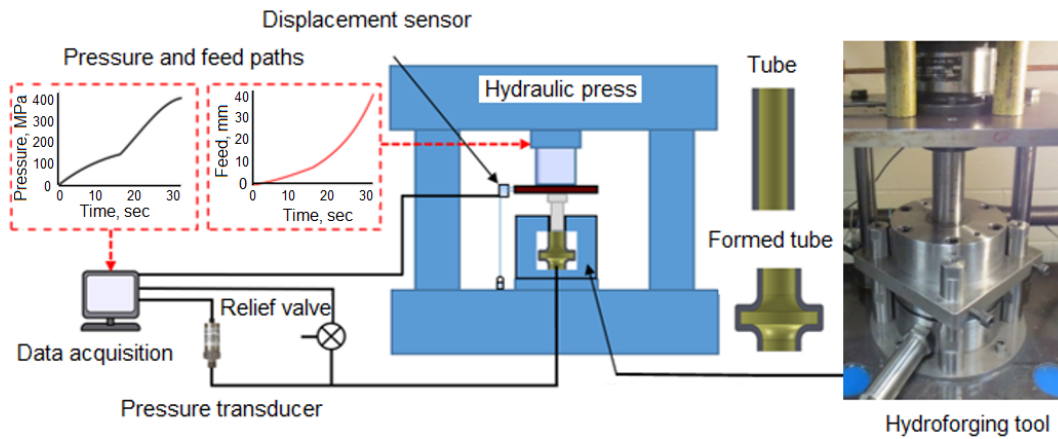 Displacement sensor
Pressure and feed paths
Hydraulic press
Tube
Pressure, MPa
400
300
200
100
0
0 10 20 30
Time, sec
Feed, mm
40
30
20
10
0
0 10 20 30
Time, sec
Formed tube
Relief valve
Data acquisition
Pressure transducer
Hydroforging tool